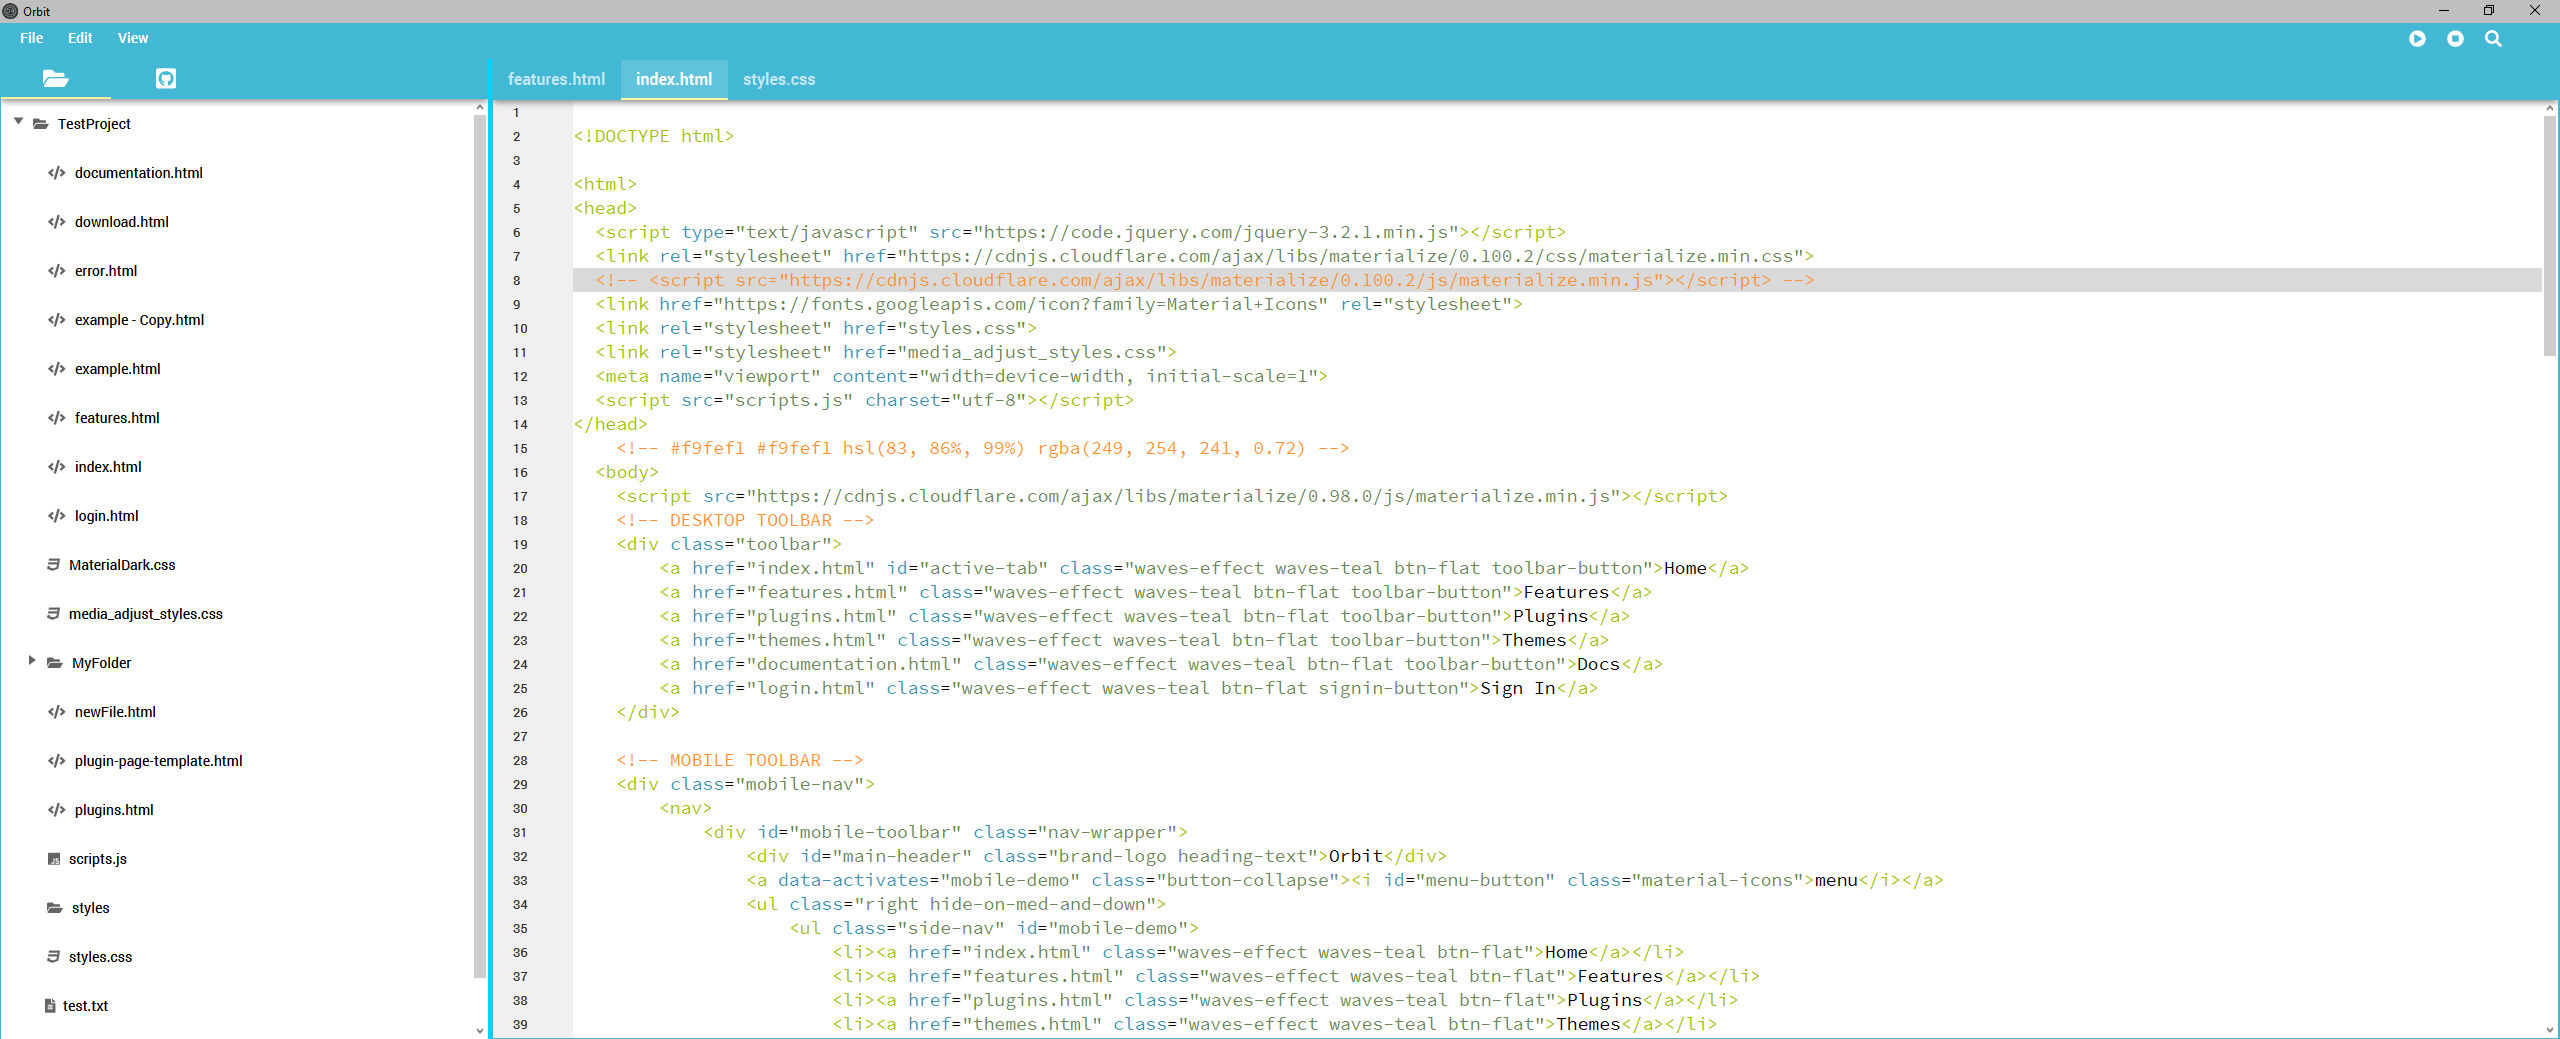 Orbit
File Edit View
features.html index.html styles.css
TestProject
documentation.html
download.html
error.html
example - Copy.html
example.html
features.html
index.html
login.html
MaterialDark.css
media_adjust_styles.css
MyFolder
newFile.html
plugin-page-template.html
plugins.html
scripts.js
styles
styles.css
test.txt
1
2 <!DOCTYPE html>
3
4 <html>
5 <head>
6 <script type="text/javascript" src="https://code.jquery.com/jquery-3.2.1.min.js"></script>
7 <link rel="stylesheet" href="https://cdnjs.cloudflare.com/ajax/libs/materialize/0.100.2/css/materialize.min.css">
8 <!-- <script src="https://cdnjs.cloudflare.com/ajax/libs/materialize/0.100.2/js/materialize.min.js"></script> -->
9 <link href="https://fonts.googleapis.com/icon?family=Material+Icons" rel="stylesheet">
10 <link rel="stylesheet" href="styles.css">
11 <link rel="stylesheet" href="media_adjust_styles.css">
12 <meta name="viewport" content="width=device-width, initial-scale=1">
13 <script src="scripts.js" charset="utf-8"></script>
14 </head>
15 <!-- #f9fef1 #f9fef1 hsl(83, 86%, 99%) rgba(249, 254, 241, 0.72) -->
16 <body>
17 <script src="https://cdnjs.cloudflare.com/ajax/libs/materialize/0.98.0/js/materialize.min.js"></script>
18 <!-- DESKTOP TOOLBAR -->
19 <div class="toolbar">
20 <a href="index.html" id="active-tab" class="waves-effect waves-teal btn-flat toolbar-button">Home</a>
21 <a href="features.html" class="waves-effect waves-teal btn-flat toolbar-button">Features</a>
22 <a href="plugins.html" class="waves-effect waves-teal btn-flat toolbar-button">Plugins</a>
23 <a href="themes.html" class="waves-effect waves-teal btn-flat toolbar-button">Themes</a>
24 <a href="documentation.html" class="waves-effect waves-teal btn-flat toolbar-button">Docs</a>
25 <a href="login.html" class="waves-effect waves-teal btn-flat signin-button">Sign In</a>
26 </div>
27
28 <!-- MOBILE TOOLBAR -->
29 <div class="mobile-nav">
30 <nav>
31 <div id="mobile-toolbar" class="nav-wrapper">
32 <div id="main-header" class="brand-logo heading-text">Orbit</div>
33 <a data-activates="mobile-demo" class="button-collapse"><i id="menu-button" class="material-icons">menu</i></a>
34 <ul class="right hide-on-med-and-down">
35 <ul class="side-nav" id="mobile-demo">
36 <li><a href="index.html" class="waves-effect waves-teal btn-flat">Home</a></li>
37 <li><a href="features.html" class="waves-effect waves-teal btn-flat">Features</a></li>
38 <li><a href="plugins.html" class="waves-effect waves-teal btn-flat">Plugins</a></li>
39 <li><a href="themes.html" class="waves-effect waves-teal btn-flat">Themes</a></li>